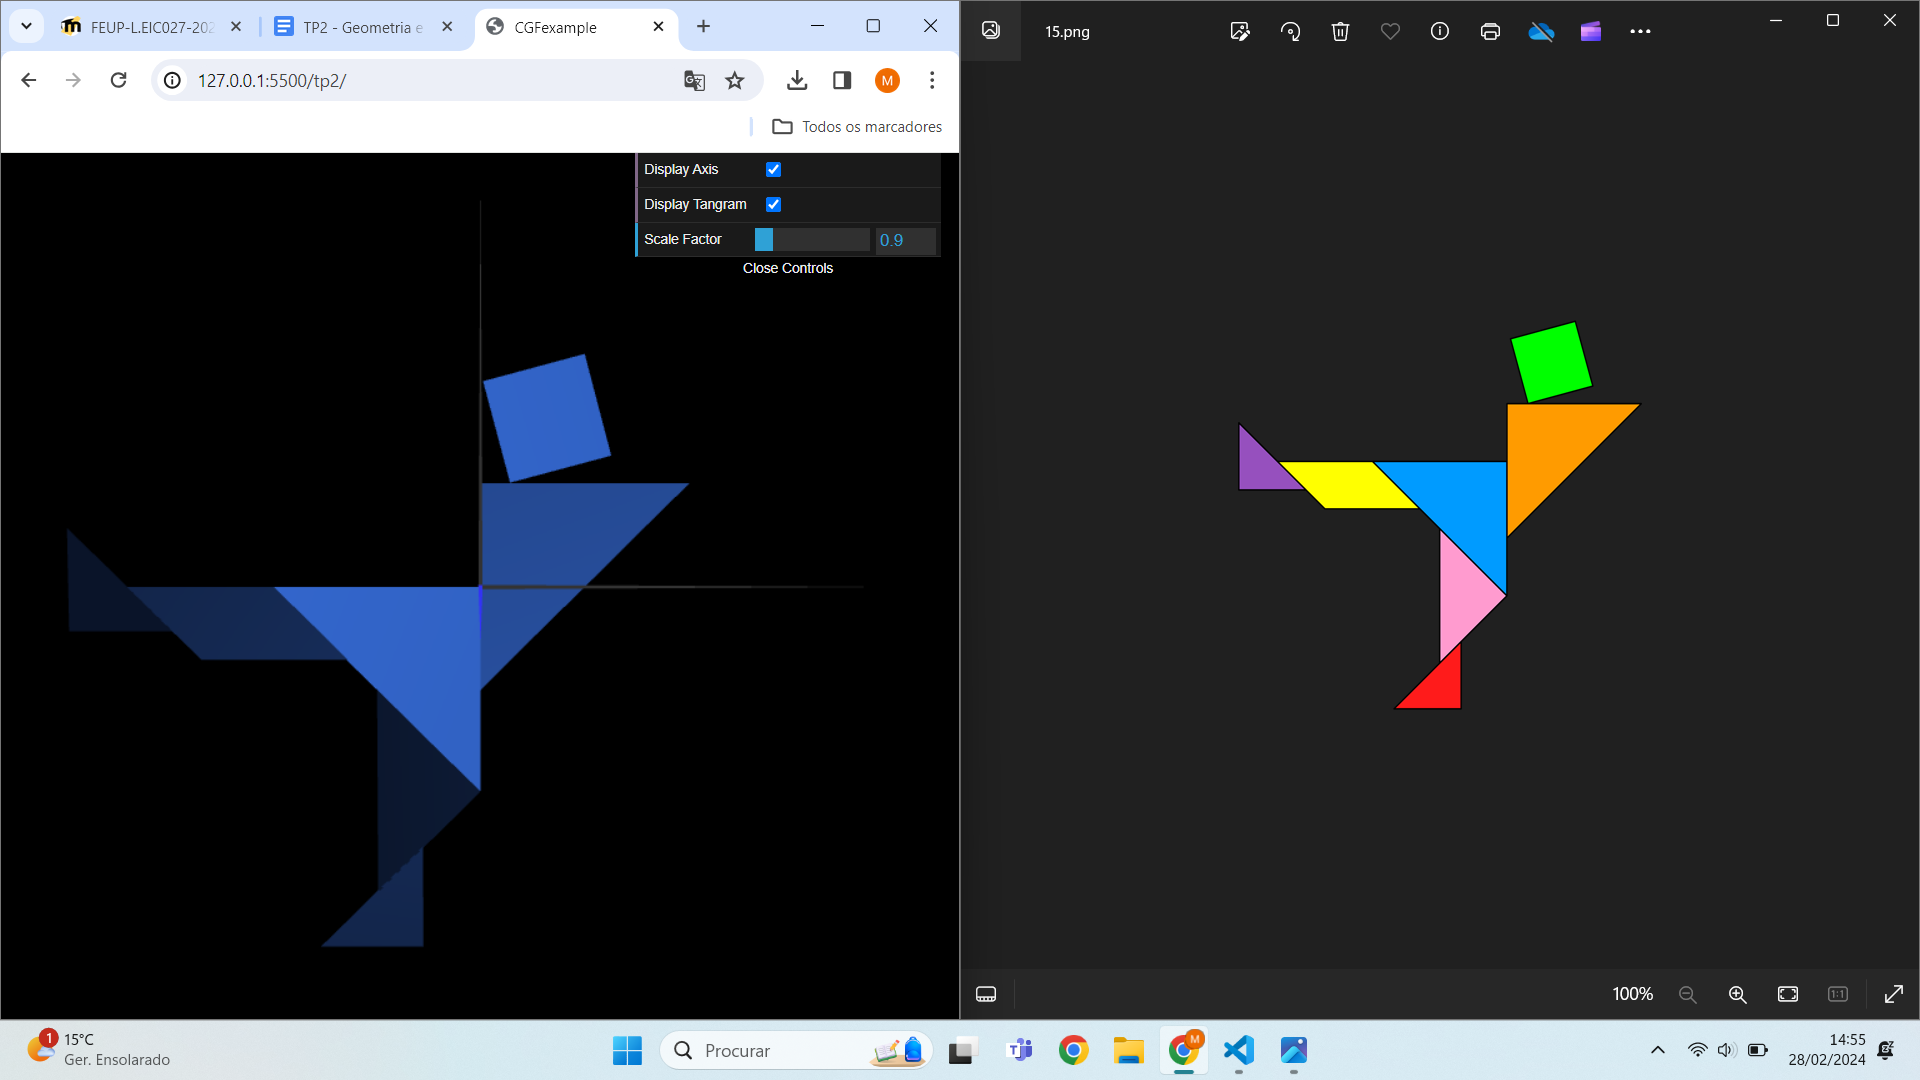 FEUP-L.EIC027-202
TP2 - Geometria e
CGFexample
15.png
127.0.0.1:5500/tp2/
M
Todos os marcadores
Display Axis
Display Tangram
Scale Factor
0.9
Close Controls
100%
1:1
1
15°C
Ger. Ensolarado
Procurar
M
14:55
28/02/2024